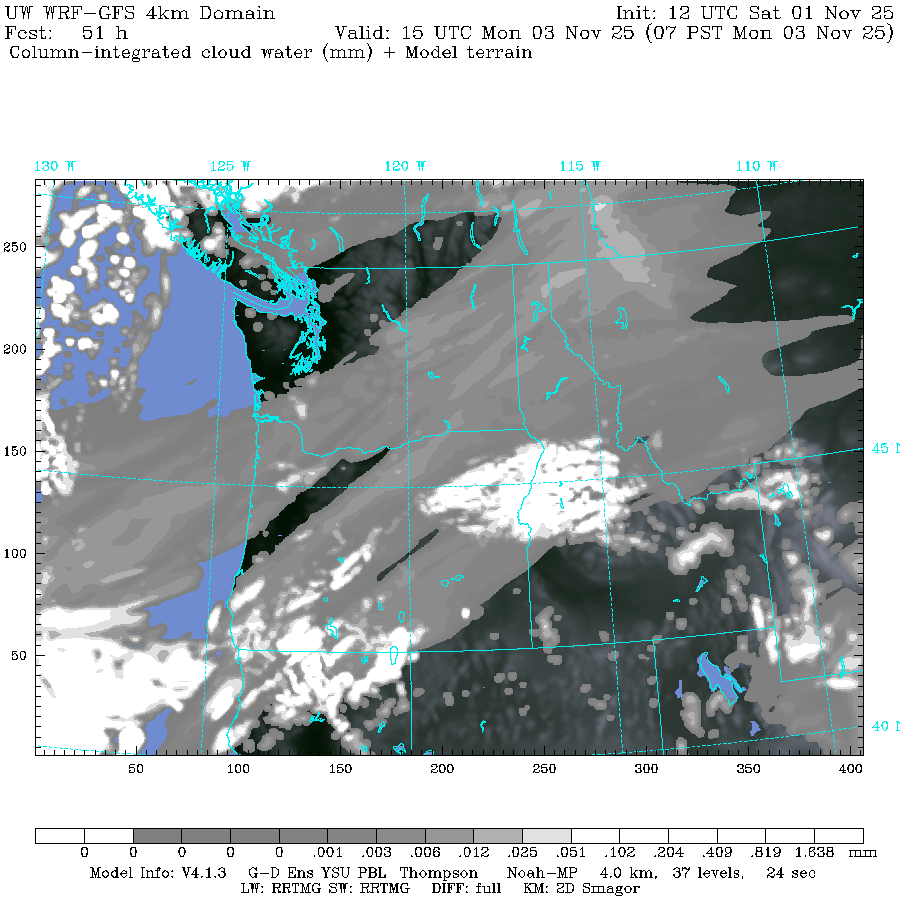 UW WRF-GFS 4km Domain Init: 12 UTC Sat 01 Nov 25
Fcst: 51 h Valid: 15 UTC Mon 03 Nov 25 (07 PST Mon 03 Nov 25)
Column-integrated cloud water (mm) + Model terrain
130 W 125 W 120 W 115 W 110 W
250
200
150
45 N
100
50
40 N
50 100 150 200 250 300 350 400
0 0 0 0 .001 .003 .006 .012 .025 .051 .102 .204 .409 .819 1.638 mm
Model Info: V4.1.3 G-D Ens YSU PBL Thompson Noah-MP 4.0 km, 37 levels, 24 sec
LW: RRTMG SW: RRTMG DIFF: full KM: 2D Smagor